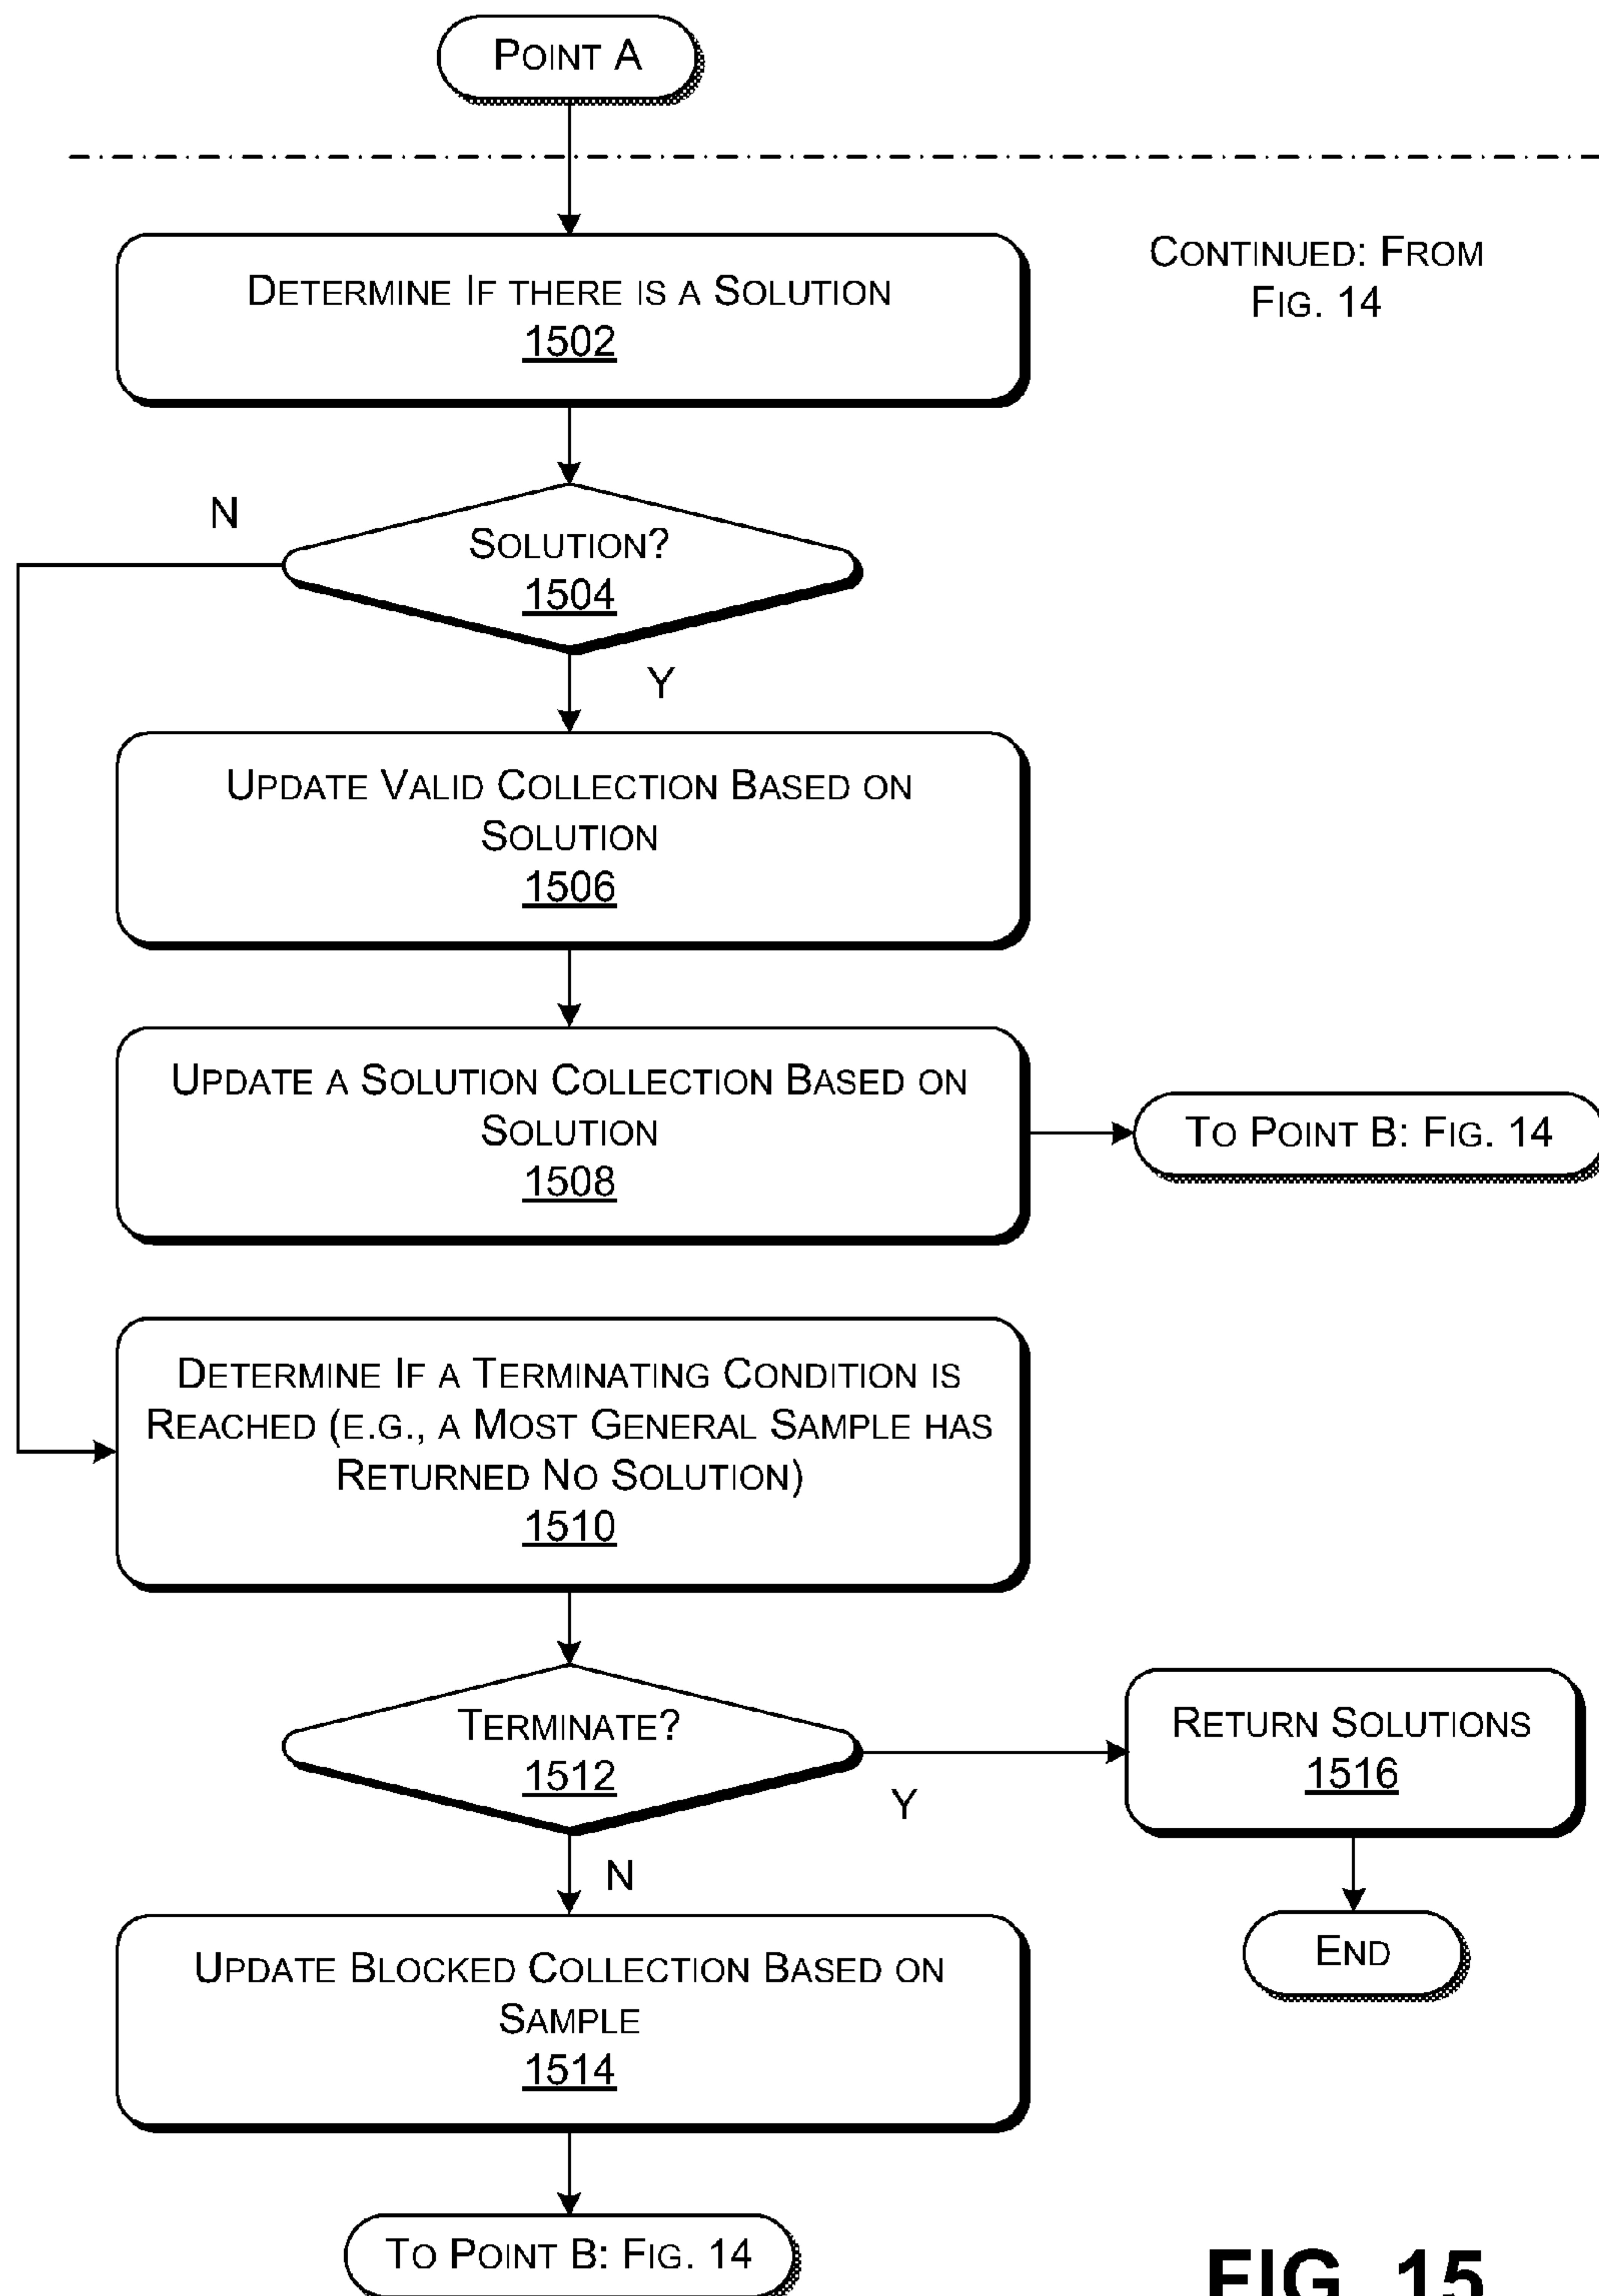 POINT A
CONTINUED: FROM
FIG. 14
DETERMINE IF THERE IS A SOLUTION
1502
N
SOLUTION?
1504
Y
UPDATE VALID COLLECTION BASED ON
SOLUTION
1506
UPDATE A SOLUTION COLLECTION BASED ON
SOLUTION
1508
TO POINT B: FIG. 14
DETERMINE IF A TERMINATING CONDITION IS
REACHED (E.G., A MOST GENERAL SAMPLE HAS
RETURNED NO SOLUTION)
1510
TERMINATE?
1512
Y
RETURN SOLUTIONS
1516
N
END
UPDATE BLOCKED COLLECTION BASED ON
SAMPLE
1514
TO POINT B: FIG. 14
FIG. 15